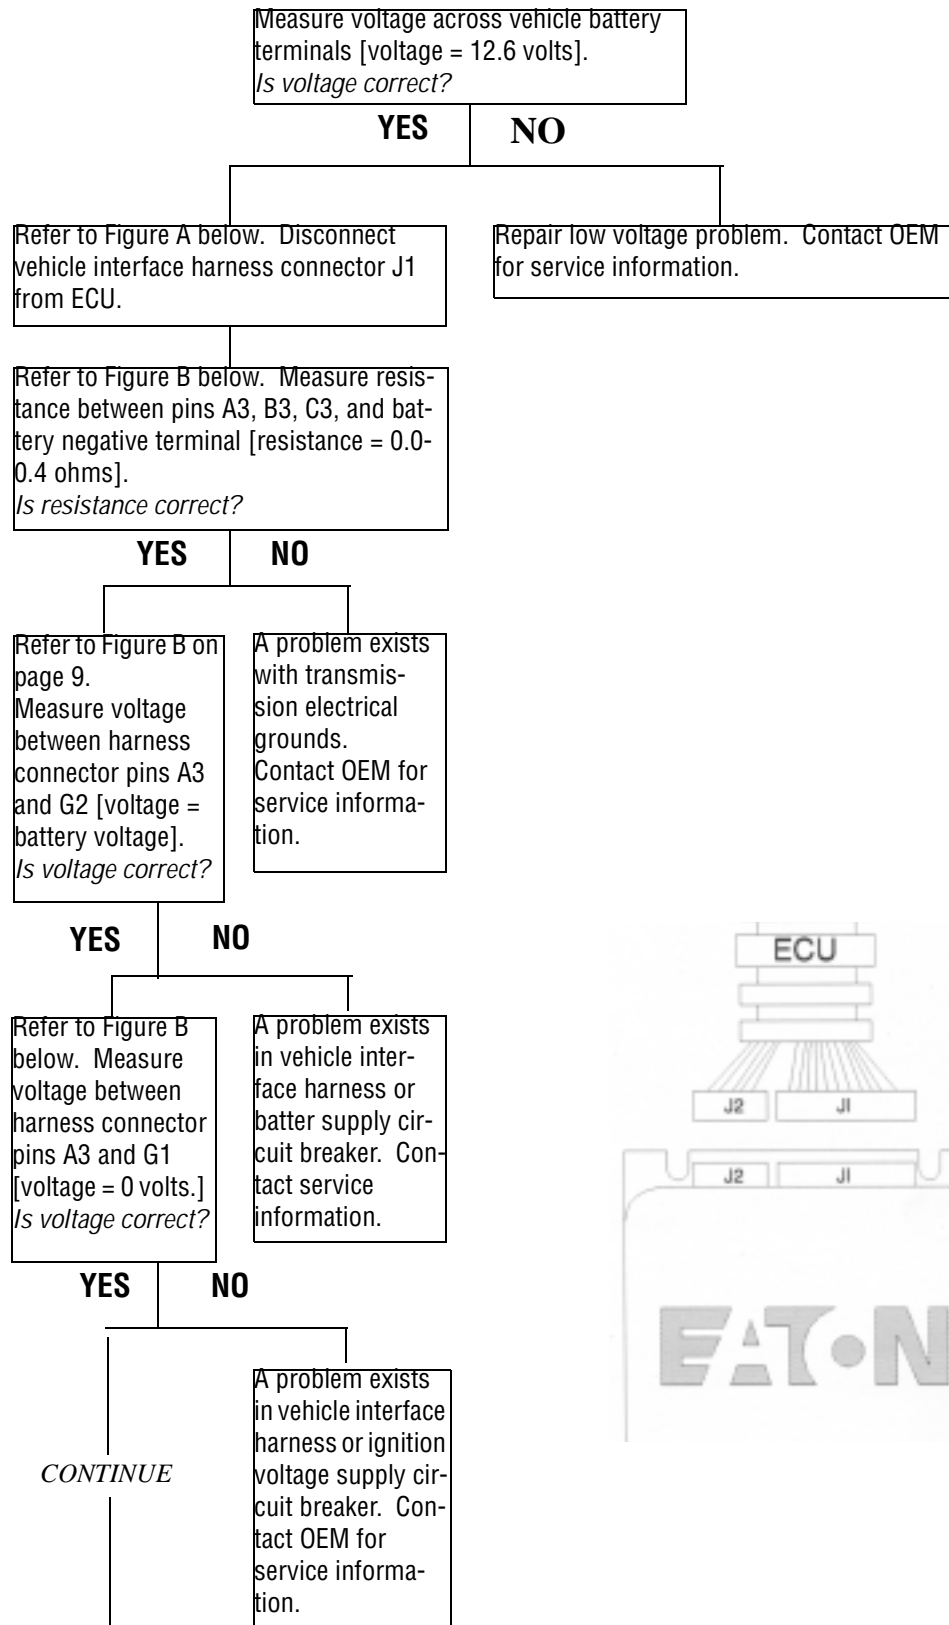 Measure voltage across vehicle battery
terminals [voltage = 12.6 volts].
Is voltage correct?
YES NO
Refer to Figure A below. Disconnect
vehicle interface harness connector J1
from ECU.
Repair low voltage problem. Contact OEM
for service information.
Refer to Figure B below. Measure resis-
tance between pins A3, B3, C3, and bat-
tery negative terminal [resistance = 0.0-
0.4 ohms].
Is resistance correct?
YES NO
Refer to Figure B on
page 9.
Measure voltage
between harness
connector pins A3
and G2 [voltage =
battery voltage].
Is voltage correct?
A problem exists
with transmis-
sion electrical
grounds.
Contact OEM for
service informa-
tion.
YES NO
Refer to Figure B
below. Measure
voltage between
harness connector
pins A3 and G1
[voltage = 0 volts.]
Is voltage correct?
A problem exists
in vehicle inter-
face harness or
batter supply cir-
cuit breaker. Con-
tact service
information.
YES NO
CONTINUE
A problem exists
in vehicle interface
harness or ignition
voltage supply cir-
cuit breaker. Con-
tact OEM for
service informa-
tion.
ECU
J2 J1
J2 J1
EATON